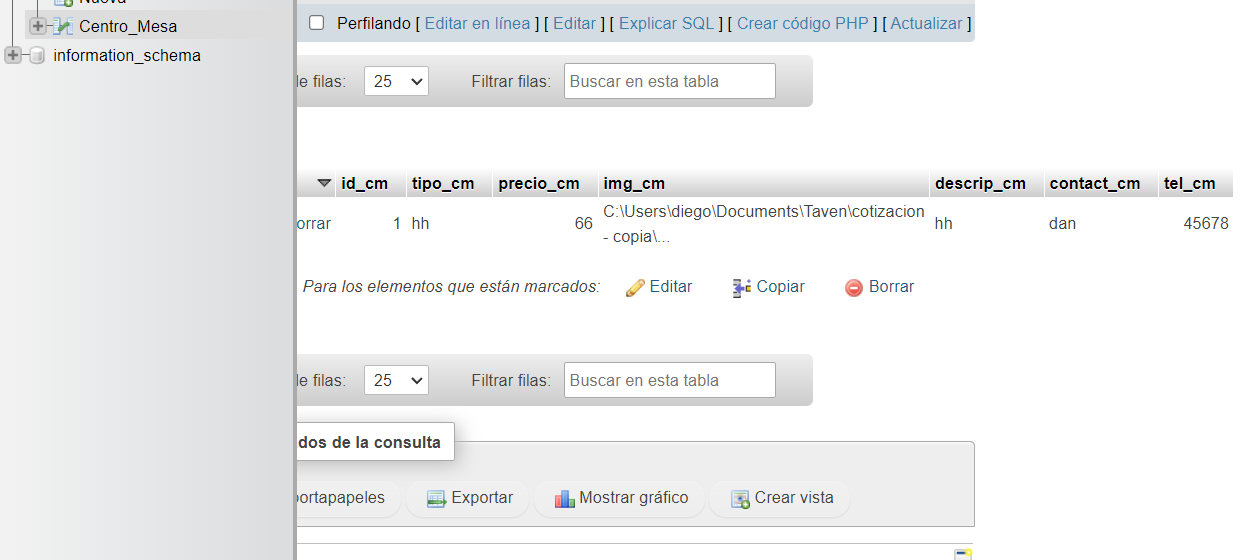 Nueva
Perfilando [ Editar en línea ] [ Editar ] [ Explicar SQL ] [ Crear código PHP ] [ Actualizar ]
Centro_Mesa
information_schema
de filas: 25 Filtrar filas: Buscar en esta tabla
id_cm tipo_cm precio_cm img_cm descrip_cm contact_cm tel_cm
orrar 1 hh 66 C:\Users\diego\Documents\Taven\cotizacion hh dan 45678
- copia\...
Para los elementos que están marcados: Editar Copiar Borrar
de filas: 25 Filtrar filas: Buscar en esta tabla
dos de la consulta
portapapeles Exportar Mostrar gráfico Crear vista